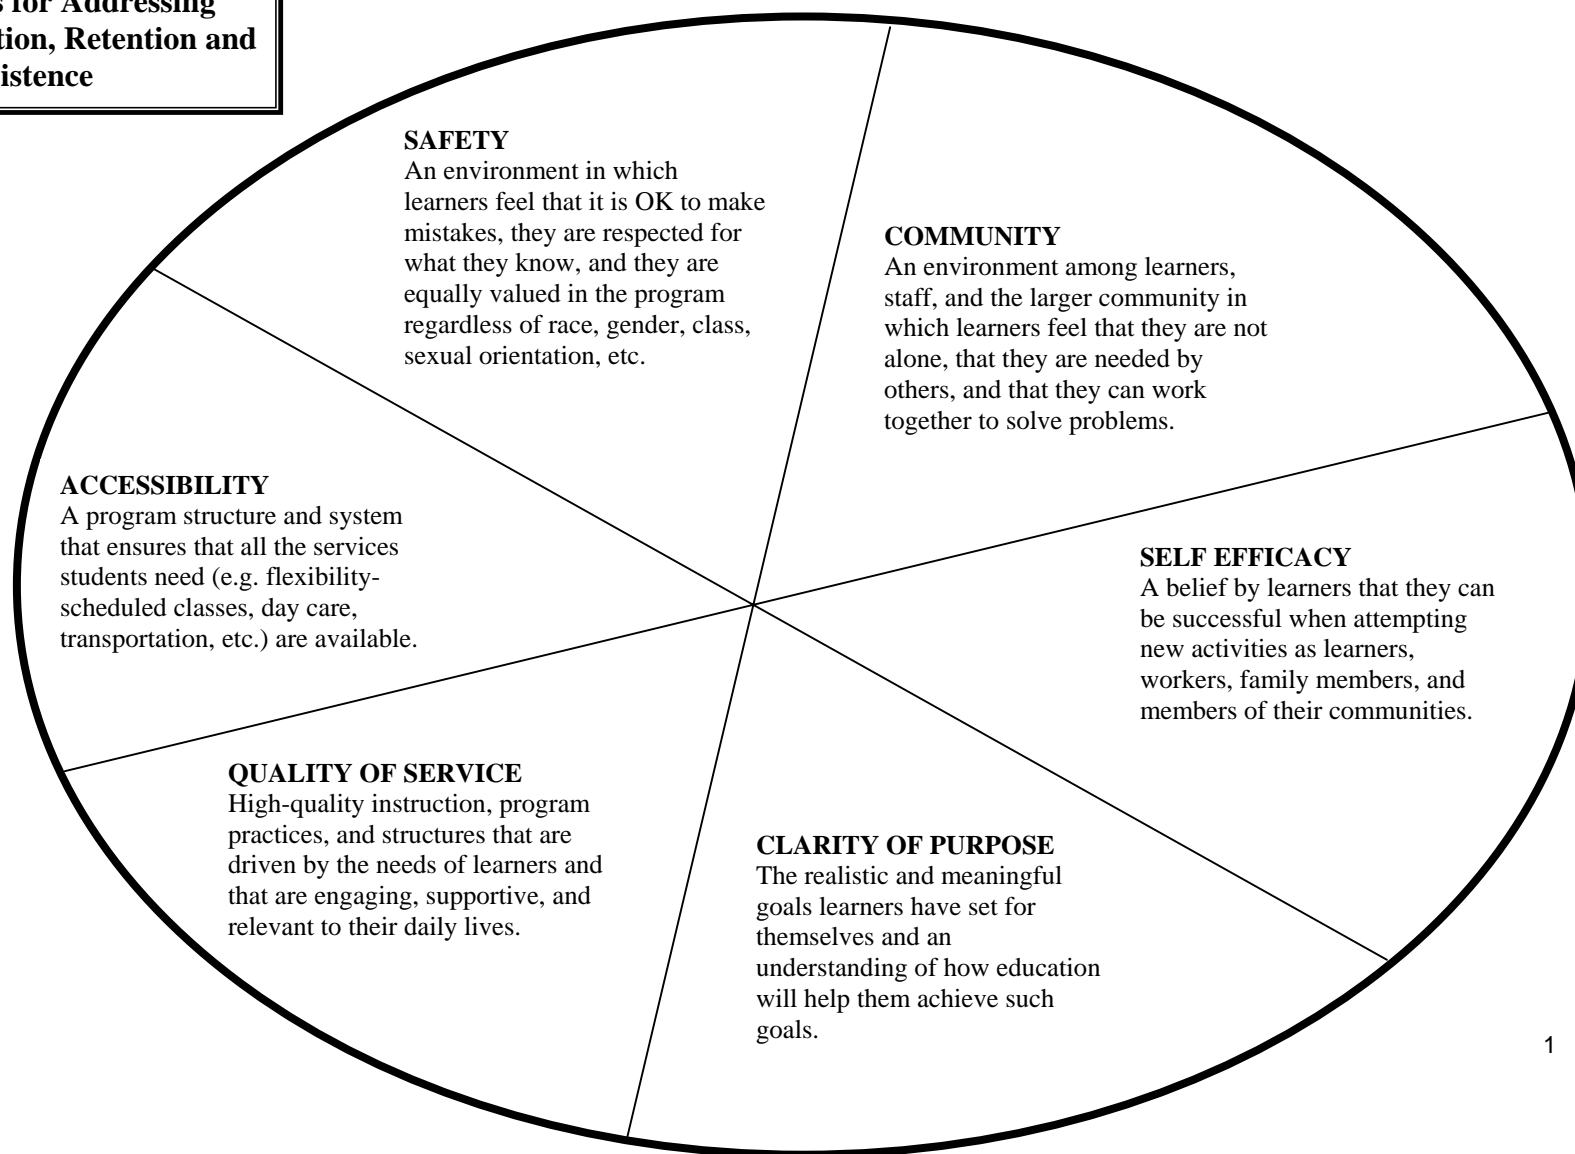 for Addressing
Retention and
SAFETY
An environment in which
learners feel that it is OK to make
mistakes, they are respected for
what they know, and they are
equally valued in the program
regardless of race, gender, class,
sexual orientation, etc.
COMMUNITY
An environment among learners,
staff, and the larger community in
which learners feel that they are not
alone, that they are needed by
others, and that they can work
together to solve problems.
ACCESSIBILITY
A program structure and system
that ensures that all the services
students need (e.g. flexibility-
scheduled classes, day care,
transportation, etc.) are available.
SELF EFFICACY
A belief by learners that they can
be successful when attempting
new activities as learners,
workers, family members, and
members of their communities.
QUALITY OF SERVICE
High-quality instruction, program
practices, and structures that are
driven by the needs of learners and
that are engaging, supportive, and
relevant to their daily lives.
CLARITY OF PURPOSE
The realistic and meaningful
goals learners have set for
themselves and an
understanding of how education
will help them achieve such
goals.
1